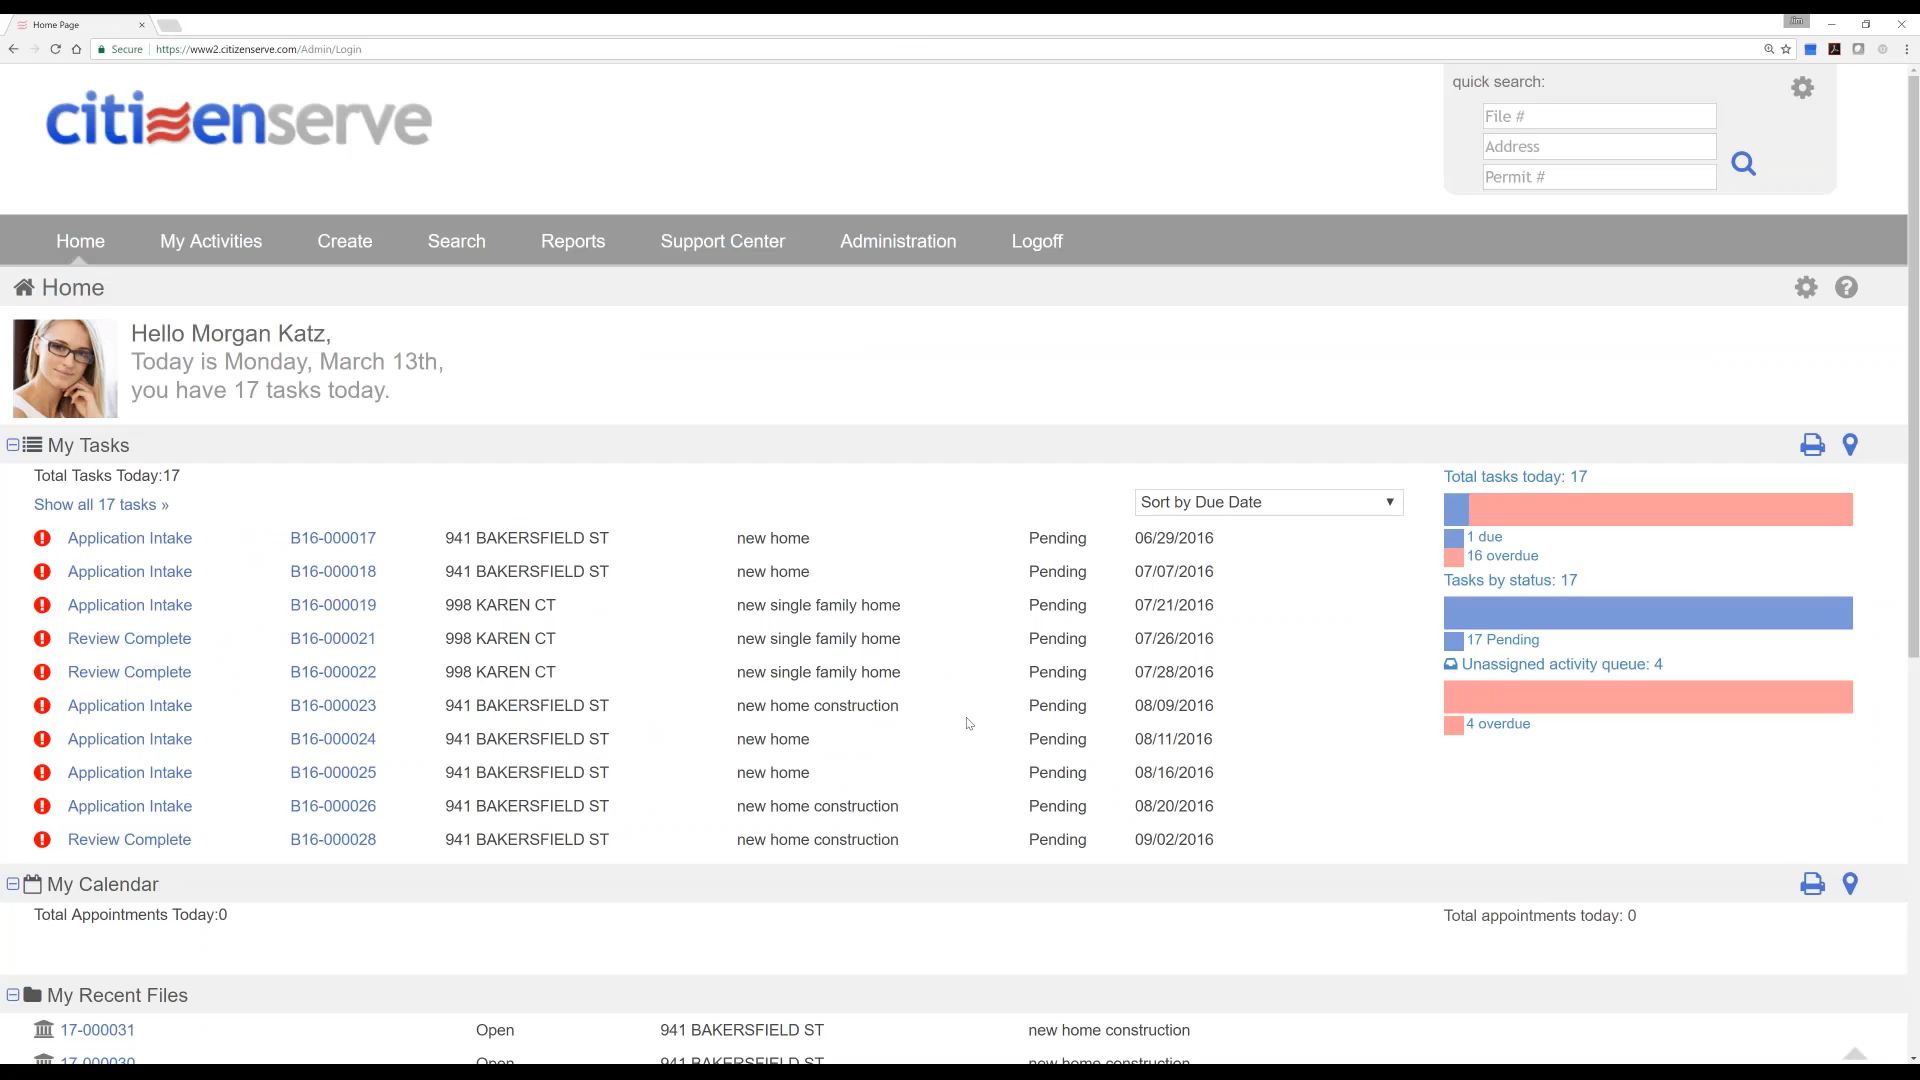 Home Page
Jim
Secure https://www2.citizenserve.com/Admin/Login
citizenserve
quick search:
File #
Address
Permit #
Home My Activities Create Search Reports Support Center Administration Logoff
Home
Hello Morgan Katz,
Today is Monday, March 13th,
you have 17 tasks today.
My Tasks
Total Tasks Today:17
Show all 17 tasks »
Sort by Due Date
Application Intake B16-000017 941 BAKERSFIELD ST new home Pending 06/29/2016
Application Intake B16-000018 941 BAKERSFIELD ST new home Pending 07/07/2016
Application Intake B16-000019 998 KAREN CT new single family home Pending 07/21/2016
Review Complete B16-000021 998 KAREN CT new single family home Pending 07/26/2016
Review Complete B16-000022 998 KAREN CT new single family home Pending 07/28/2016
Application Intake B16-000023 941 BAKERSFIELD ST new home construction Pending 08/09/2016
Application Intake B16-000024 941 BAKERSFIELD ST new home Pending 08/11/2016
Application Intake B16-000025 941 BAKERSFIELD ST new home Pending 08/16/2016
Application Intake B16-000026 941 BAKERSFIELD ST new home construction Pending 08/20/2016
Review Complete B16-000028 941 BAKERSFIELD ST new home construction Pending 09/02/2016
Total tasks today: 17
1 due
16 overdue
Tasks by status: 17
17 Pending
Unassigned activity queue: 4
4 overdue
My Calendar
Total Appointments Today:0
Total appointments today: 0
My Recent Files
17-000031 Open 941 BAKERSFIELD ST new home construction
17-000030 Open 941 BAKERSFIELD ST new home construction